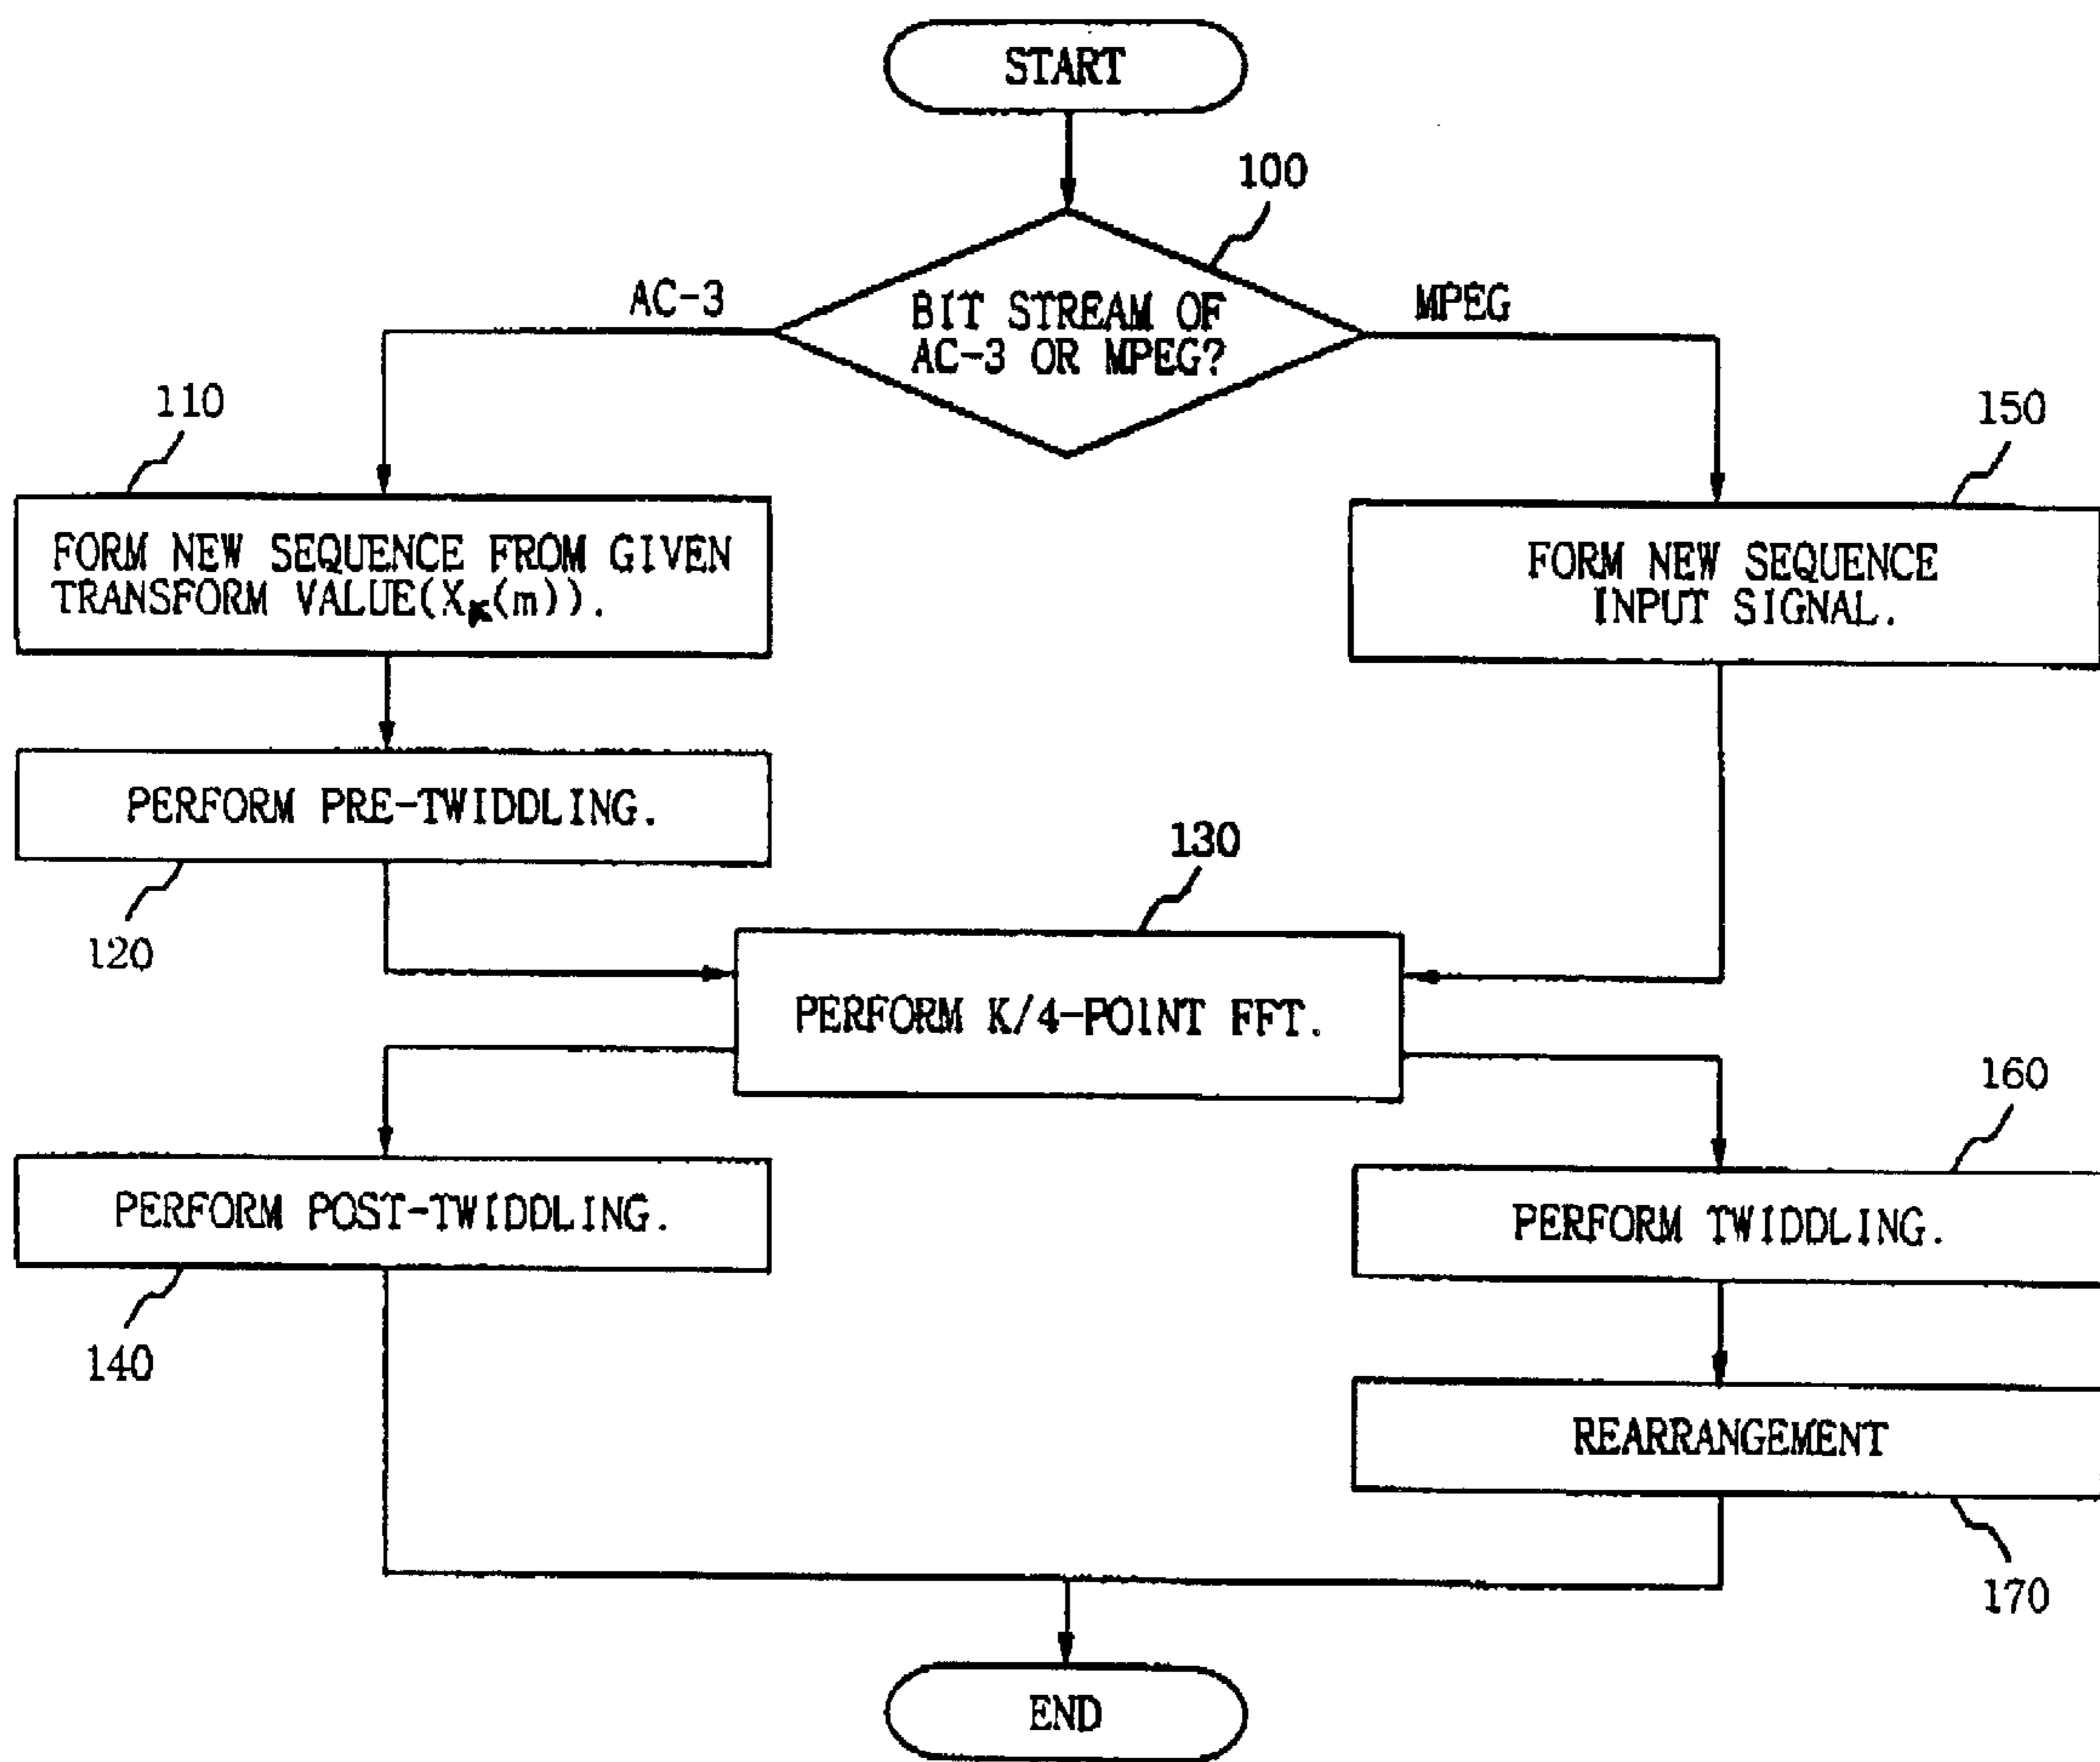 START
100
AC-3
BIT STREAM OF
AC-3 OR MPEG?
MPEG
110
150
FORM NEW SEQUENCE FROM GIVEN
TRANSFORM VALUE(XK(m)).
FORM NEW SEQUENCE
INPUT SIGNAL.
PERFORM PRE-TWIDDLING.
120
130
PERFORM K/4-POINT FFT.
160
PERFORM POST-TWIDDLING.
PERFORM TWIDDLING.
140
REARRANGEMENT
170
END